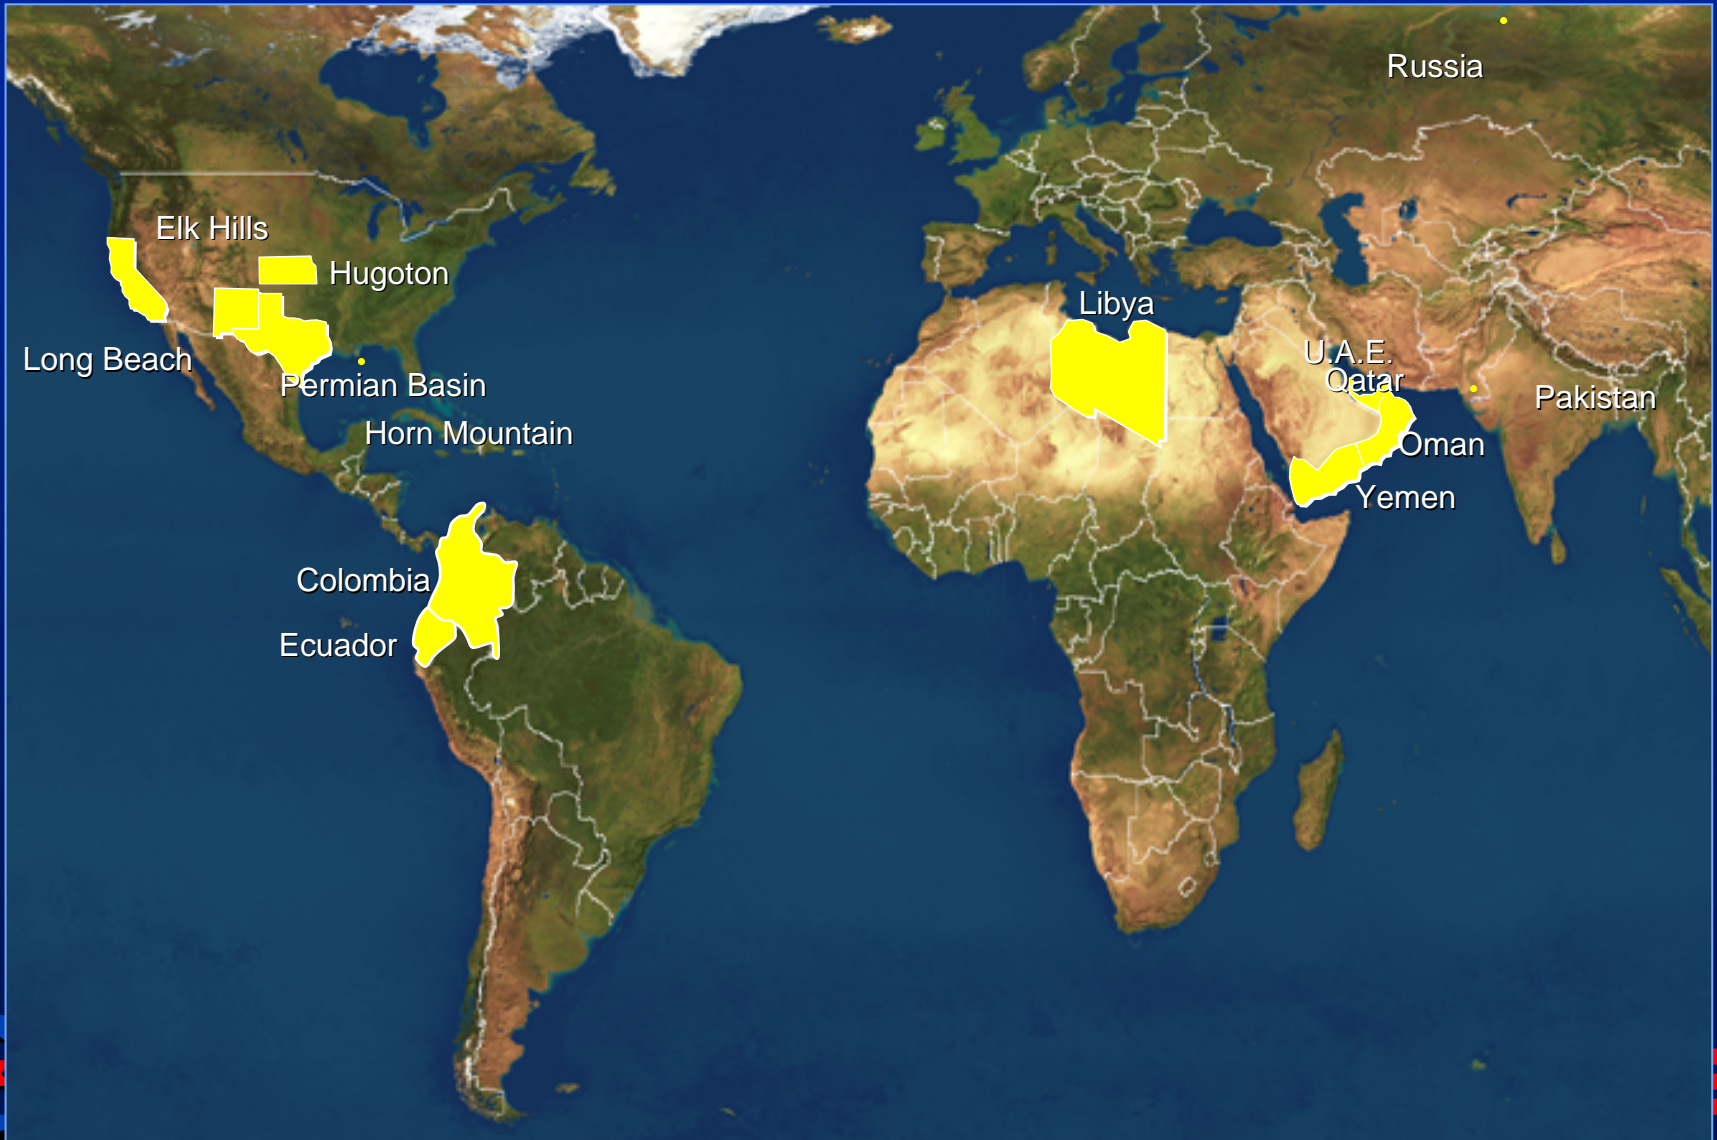 Russia
Elk Hills
Hugoton
Libya
Long Beach
U.A.E.
Permian Basin
Qatar
Pakistan
Horn Mountain
Oman
Yemen
Colombia
Ecuador